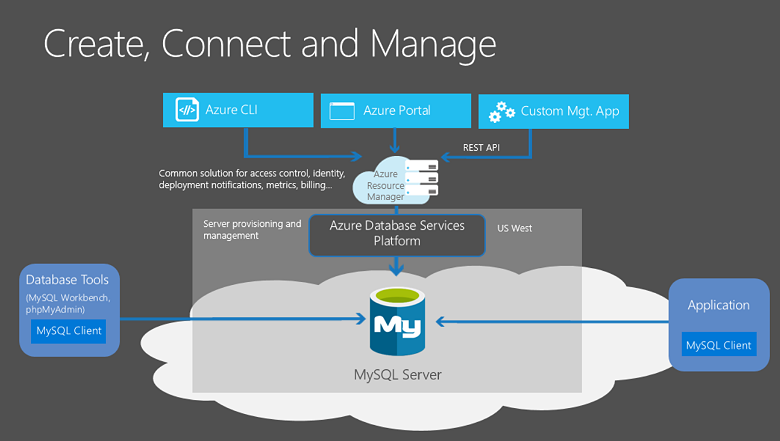 Create, Connect and Manage
</> Azure CLI
Azure Portal
Custom Mgt. App
REST API
Common solution for access control, identity,
deployment notifications, metrics, billing...
Azure
Resource
Manager
Server provisioning and
management
Azure Database Services
Platform
US West
Database Tools
(MySQL Workbench,
phpMyAdmin)
MySQL Client
My
MySQL Server
Application
MySQL Client